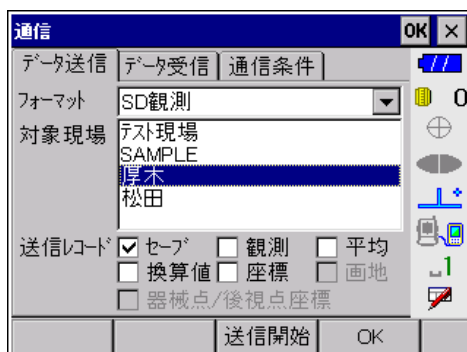 通信 OK ×
ﾃﾞｰﾀ送信 ﾃﾞｰﾀ受信 通信条件
ﾌｫｰﾏｯﾄ SD観測
0
対象現場 ﾃｽﾄ現場
SAMPLE
厚木
松田
送信ﾚｺｰﾄﾞ ｾｰﾌﾞ 観測 平均
換算値 座標 画地
1
器械点/後視点座標
送信開始 OK